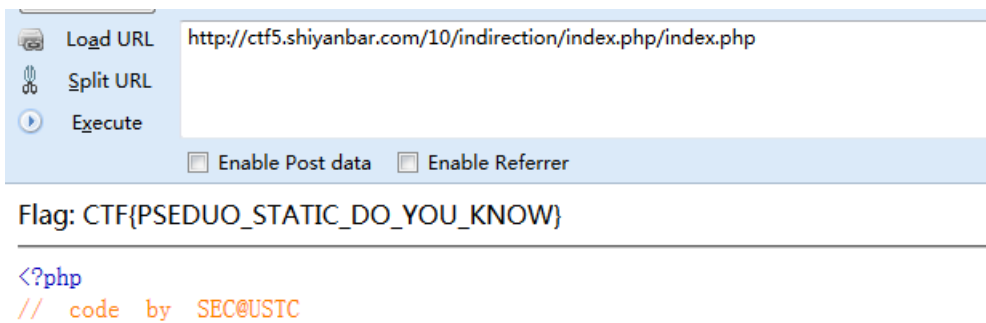 Load URL http://ctf5.shiyanbar.com/10/indirection/index.php/index.php
Split URL
Execute
Enable Post data Enable Referrer
Flag: CTF{PSEDUO_STATIC_DO_YOU_KNOW}
<?php
// code by SEC@USTC